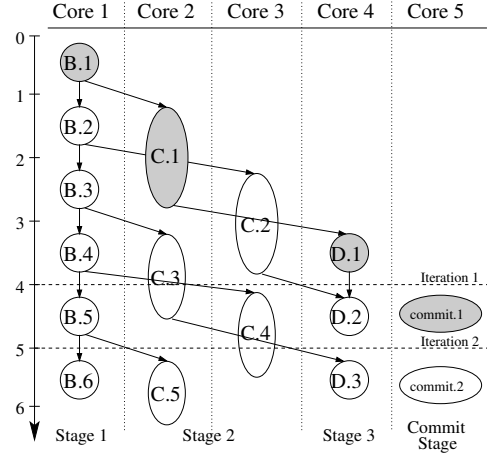 Core 1 Core 2 Core 3 Core 4 Core 5
0
B.1
1
B.2
C.1
2
B.3
C.2
3
B.4 D.1
C.3
Iteration 1
4
B.5 D.2 commit.1
C.4
Iteration 2
5
B.6 C.5 D.3 commit.2
6
Stage 1 Stage 2 Stage 3 Commit
Stage